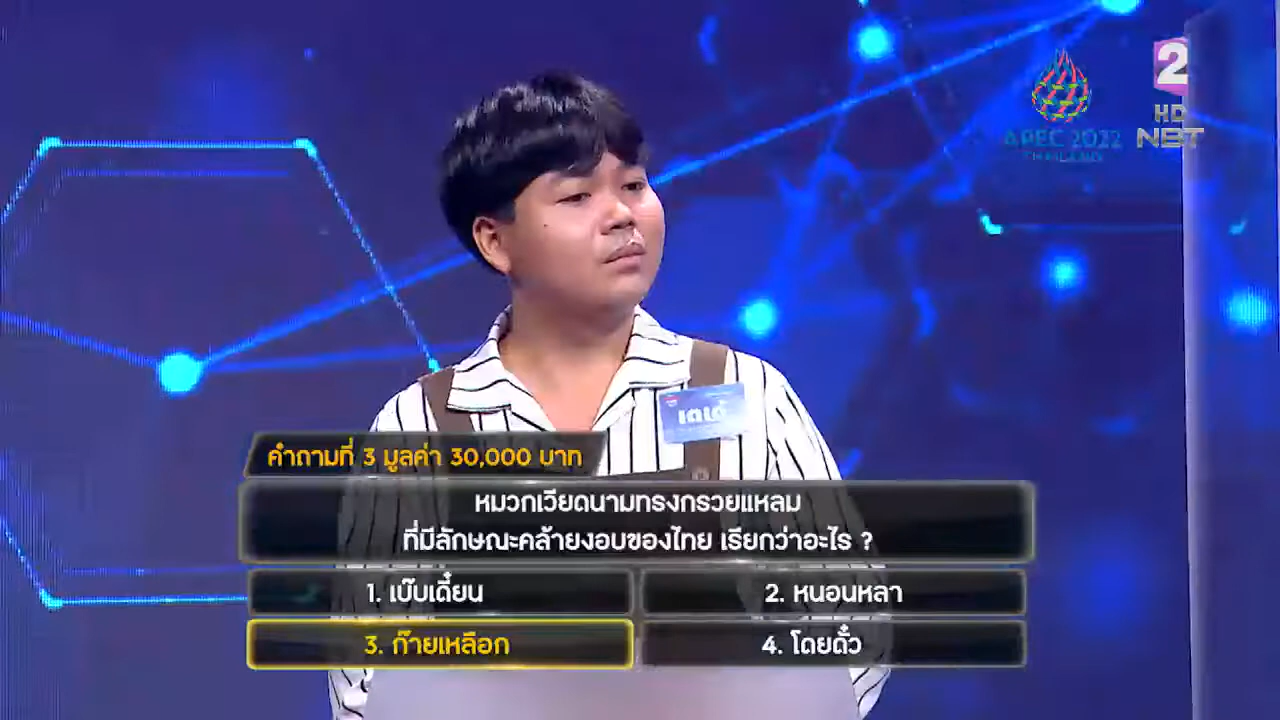 2
HD
NBT
APEC 2022
THAILAND
เตเต้
คำถามที่ 3 มูลค่า 30,000 บาท
หมวกเวียดนามทรงกรวยแหลม
ที่มีลักษณะคล้ายงอบของไทย เรียกว่าอะไร ?
1. เบ๊บเดี๋ยน
2. หนอนหลา
3. ก๊ายเหลือก
4. โดยดั๋ว